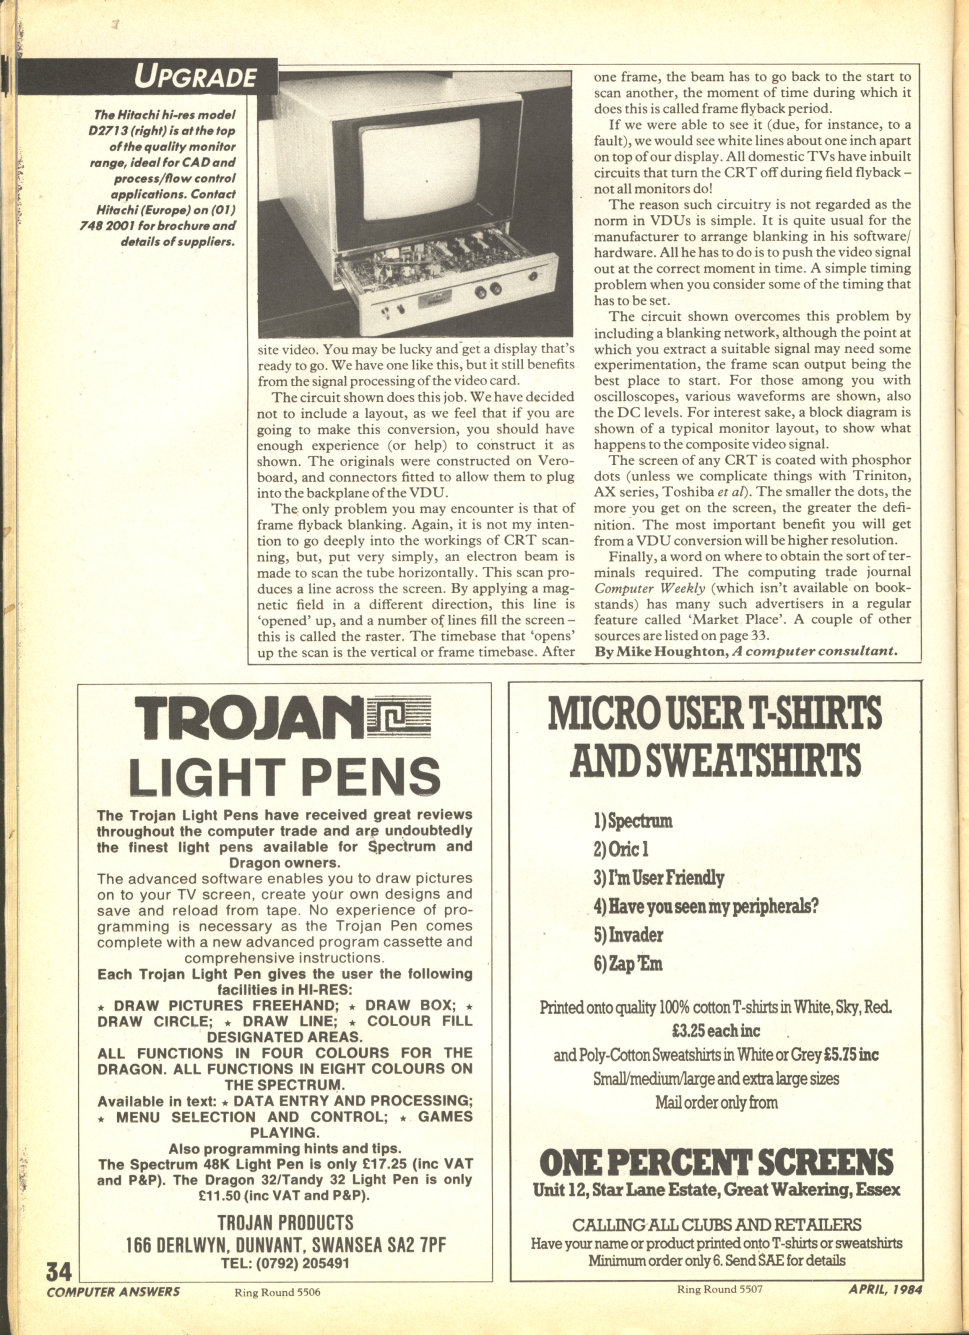 UPGRADE
The Hitachi hi-res model
D2713 (right) is at the top
of the quality monitor
range, ideal for CAD and
process/flow control
applications. Contact
Hitachi (Europe) on (01)
748 2001 for brochure and
details of suppliers.
site video. You may be lucky and get a display that's
ready to go. We have one like this, but it still benefits
from the signal processing of the video card.
The circuit shown does this job. We have decided
not to include a layout, as we feel that if you are
going to make this conversion, you should have
enough experience (or help) to construct it as
shown. The originals were constructed on Vero-
board, and connectors fitted to allow them to plug
into the backplane of the VDU.
The only problem you may encounter is that of
frame flyback blanking. Again, it is not my inten-
tion to go deeply into the workings of CRT scan-
ning, but, put very simply, an electron beam is
made to scan the tube horizontally. This scan pro-
duces a line across the screen. By applying a mag-
netic field in a different direction, this line is
'opened' up, and a number of lines fill the screen –
this is called the raster. The timebase that 'opens'
up the scan is the vertical or frame timebase. After
one frame, the beam has to go back to the start to
scan another, the moment of time during which it
does this is called frame flyback period.
If we were able to see it (due, for instance, to a
fault), we would see white lines about one inch apart
on top of our display. All domestic TVs have inbuilt
circuits that turn the CRT off during field flyback –
not all monitors do!
The reason such circuitry is not regarded as the
norm in VDUs is simple. It is quite usual for the
manufacturer to arrange blanking in his software/
hardware. All he has to do is to push the video signal
out at the correct moment in time. A simple timing
problem when you consider some of the timing that
has to be set.
The circuit shown overcomes this problem by
including a blanking network, although the point at
which you extract a suitable signal may need some
experimentation, the frame scan output being the
best place to start. For those among you with
oscilloscopes, various waveforms are shown, also
the DC levels. For interest sake, a block diagram is
shown of a typical monitor layout, to show what
happens to the composite video signal.
The screen of any CRT is coated with phosphor
dots (unless we complicate things with Triniton,
AX series, Toshiba et al). The smaller the dots, the
more you get on the screen, the greater the defi-
nition. The most important benefit you will get
from a VDU conversion will be higher resolution.
Finally, a word on where to obtain the sort of ter-
minals required. The computing trade journal
Computer Weekly (which isn't available on book-
stands) has many such advertisers in a regular
feature called 'Market Place'. A couple of other
sources are listed on page 33.
By Mike Houghton, A computer consultant.
TROJAN
LIGHT PENS
The Trojan Light Pens have received great reviews
throughout the computer trade and are undoubtedly
the finest light pens available for Spectrum and
Dragon owners.
The advanced software enables you to draw pictures
on to your TV screen, create your own designs and
save and reload from tape. No experience of pro-
gramming is necessary as the Trojan Pen comes
complete with a new advanced program cassette and
comprehensive instructions.
Each Trojan Light Pen gives the user the following
facilities in HI-RES:
★ DRAW PICTURES FREEHAND; ★ DRAW BOX; ★
DRAW CIRCLE; ★ DRAW LINE; ★ COLOUR FILL
DESIGNATED AREAS.
ALL FUNCTIONS IN FOUR COLOURS FOR THE
DRAGON. ALL FUNCTIONS IN EIGHT COLOURS ON
THE SPECTRUM.
Available in text: ★ DATA ENTRY AND PROCESSING;
★ MENU SELECTION AND CONTROL; ★ GAMES
PLAYING.
Also programming hints and tips.
The Spectrum 48K Light Pen is only £17.25 (inc VAT
and P&P). The Dragon 32/Tandy 32 Light Pen is only
£11.50 (inc VAT and P&P).
TROJAN PRODUCTS
166 DERLWYN, DUNVANT, SWANSEA SA2 7PF
TEL: (0792) 205491
MICRO USER T-SHIRTS
AND SWEATSHIRTS
1) Spectrum
2) Oric 1
3) I'm User Friendly
4) Have you seen my peripherals?
5) Invader
6) Zap 'Em
Printed onto quality 100% cotton T-shirts in White, Sky, Red.
£3.25 each inc
and Poly-Cotton Sweatshirts in White or Grey £5.75 inc
Small/medium/large and extra large sizes
Mail order only from
ONE PERCENT SCREENS
Unit 12, Star Lane Estate, Great Wakering, Essex
CALLING ALL CLUBS AND RETAILERS
Have your name or product printed onto T-shirts or sweatshirts
Minimum order only 6. Send SAE for details
34
COMPUTER ANSWERS
Ring Round 5506
Ring Round 5507
APRIL, 1984